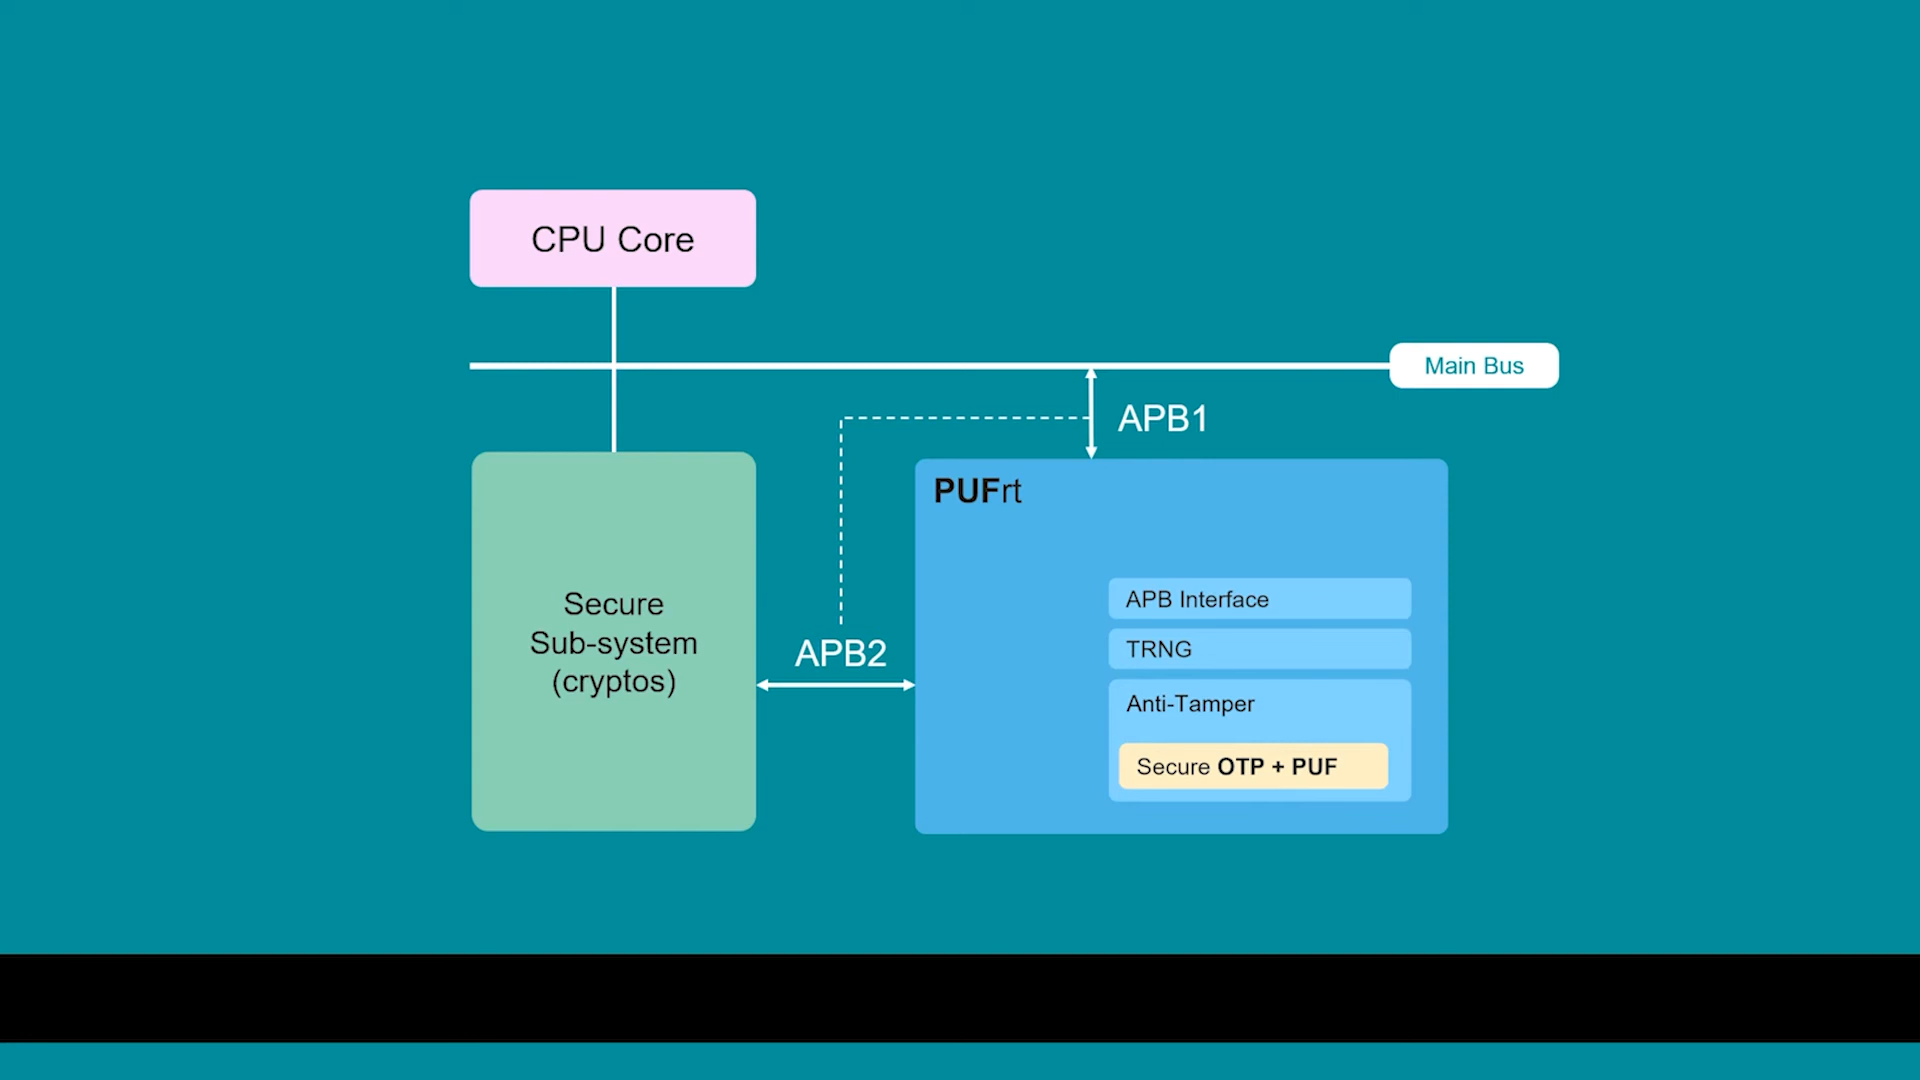 CPU Core
Main Bus
APB1
PUFrt
APB Interface
Secure
Sub-system
(cryptos)
APB2
TRNG
Anti-Tamper
Secure OTP + PUF